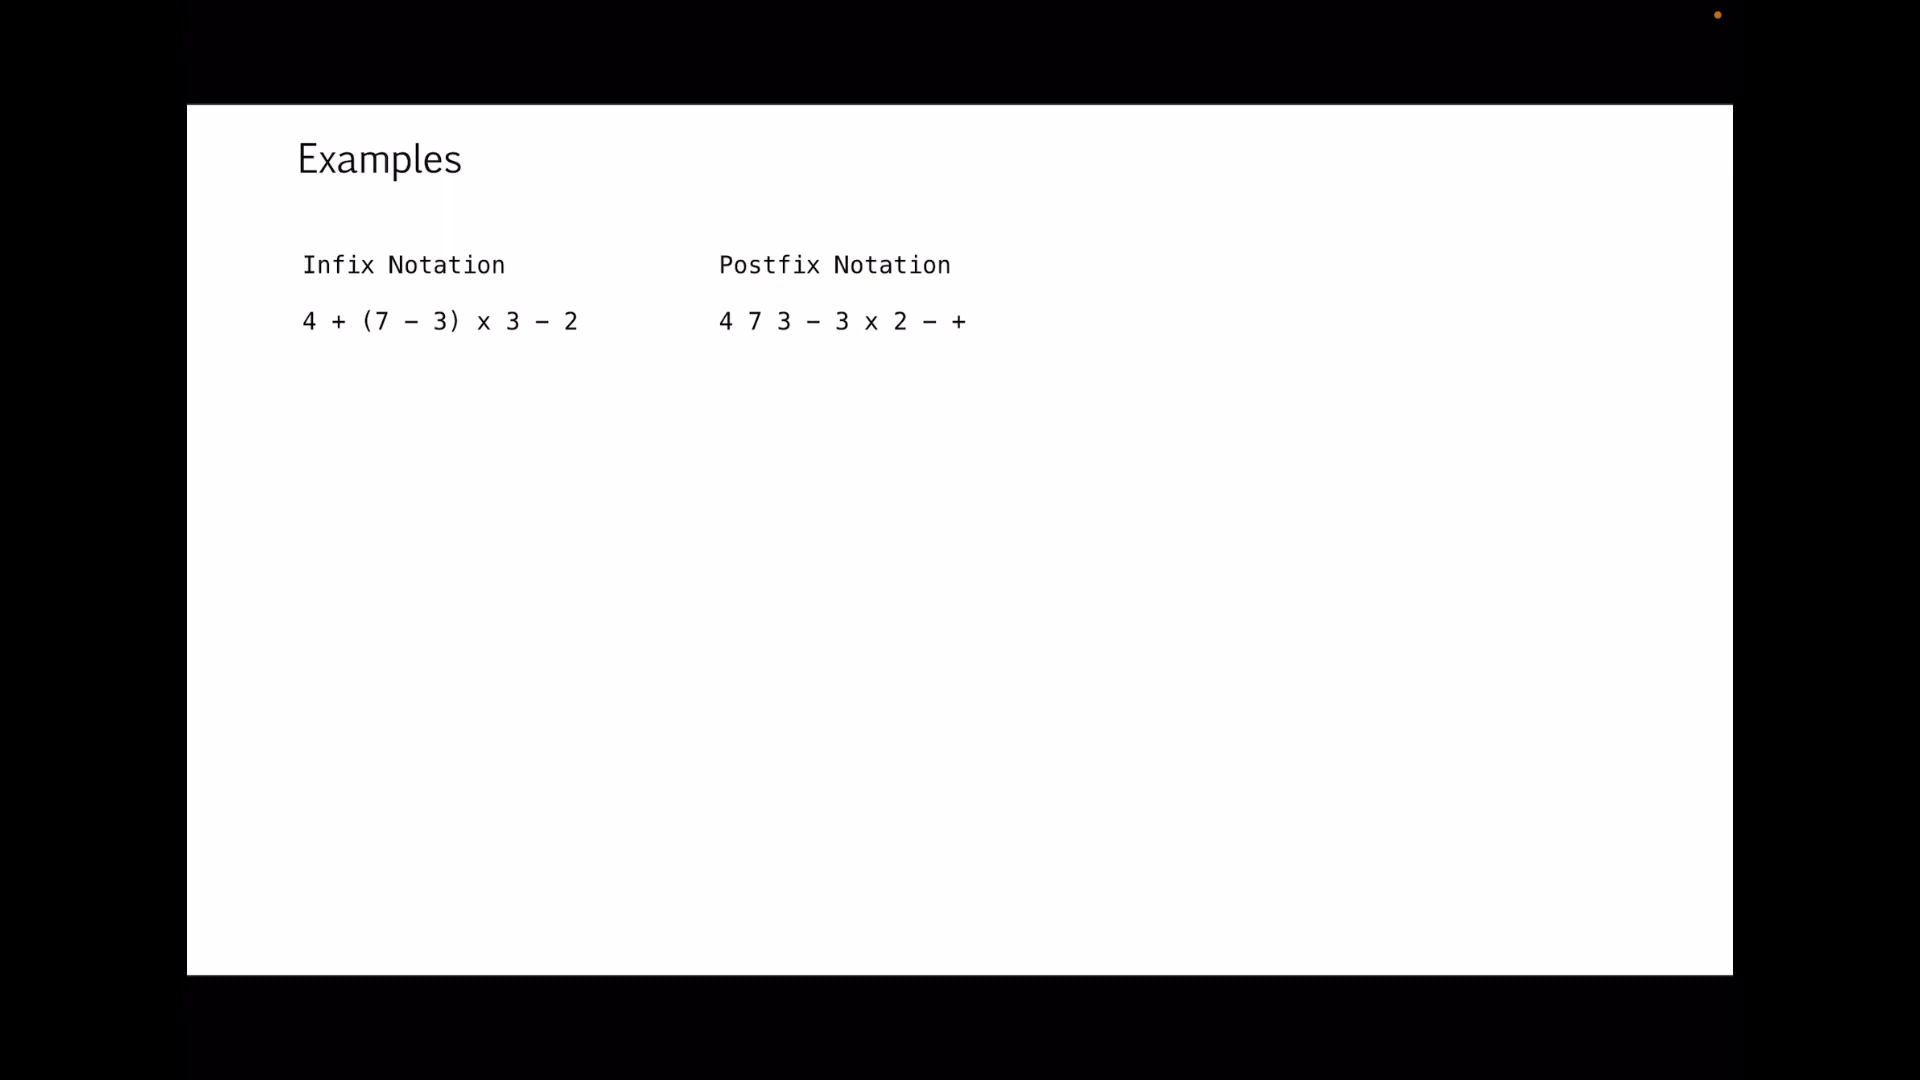 Examples
Infix Notation
Postfix Notation
4 + (7 − 3) x 3 − 2
4 7 3 − 3 x 2 − +